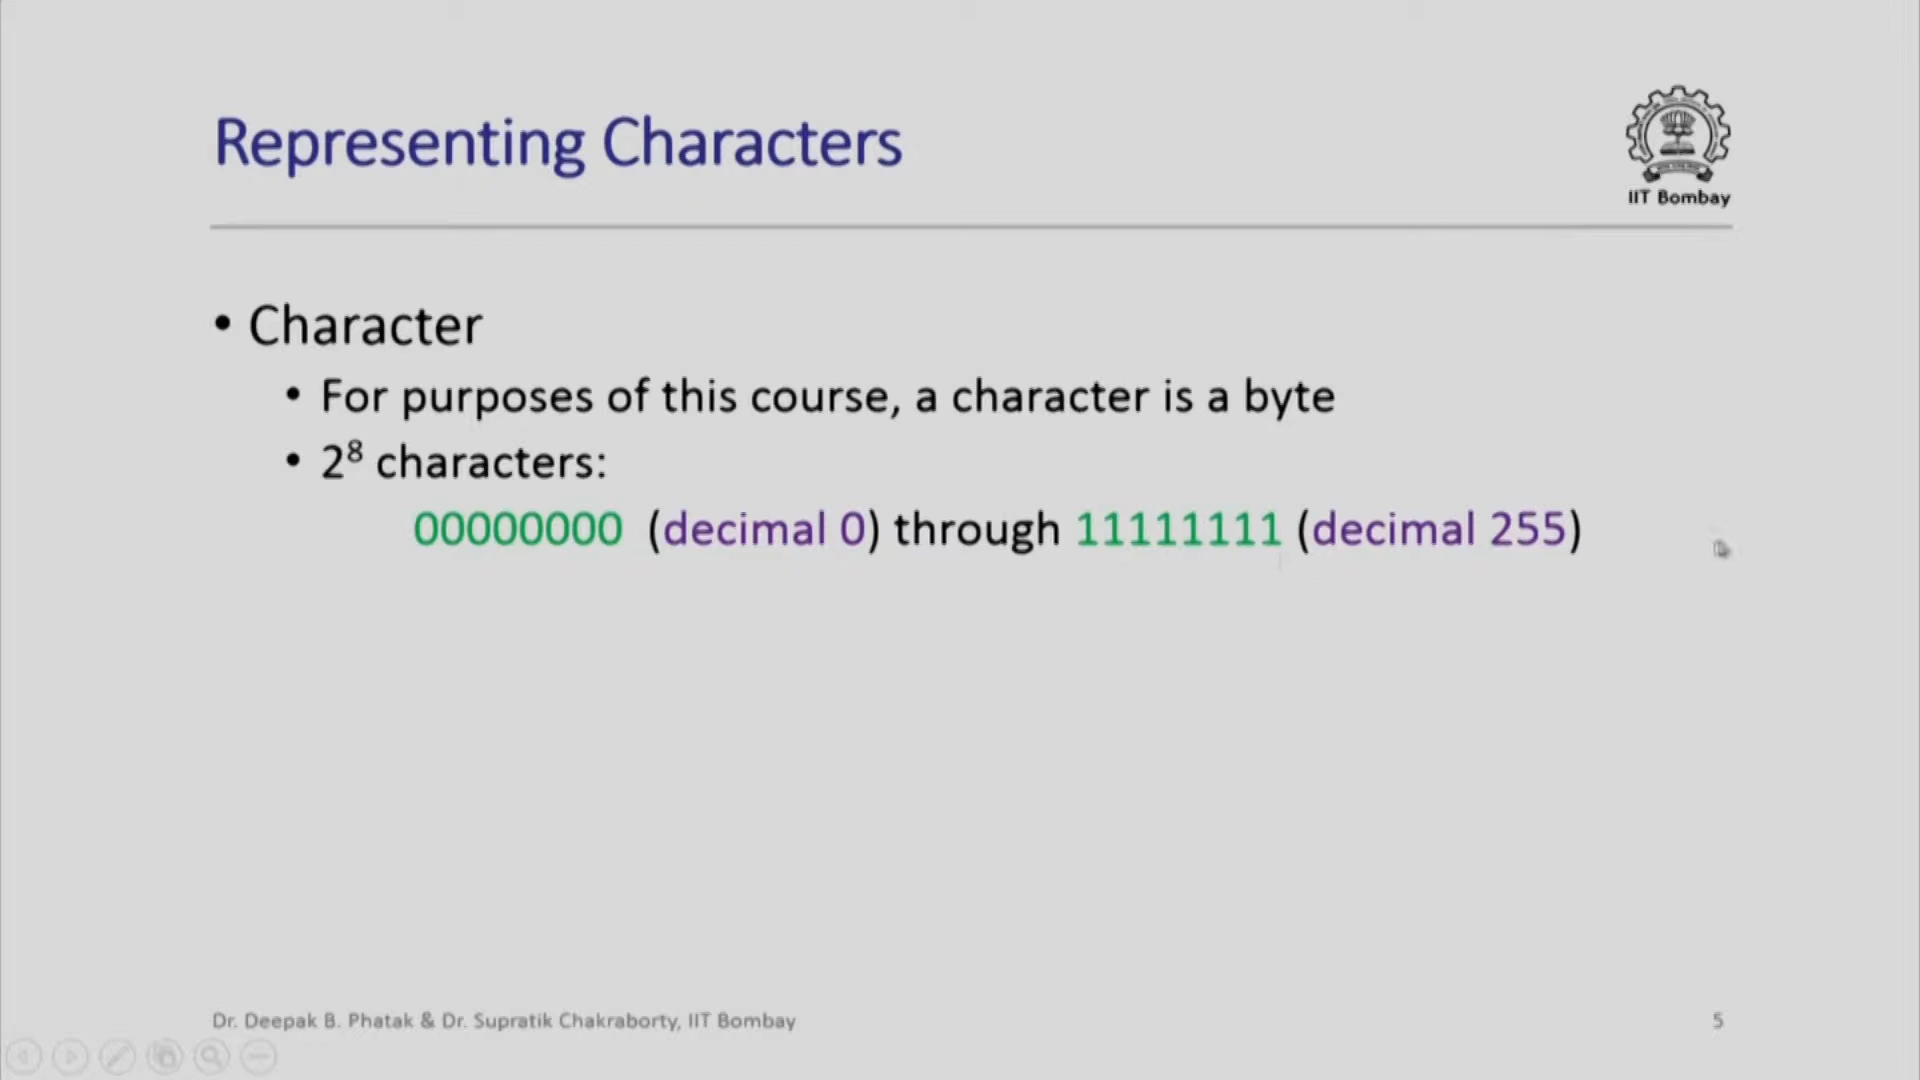 Representing Characters
IIT Bombay
• Character
• For purposes of this course, a character is a byte
• 2⁸ characters:
00000000 (decimal 0) through 11111111 (decimal 255)
Dr. Deepak B. Phatak & Dr. Supratik Chakraborty, IIT Bombay
5